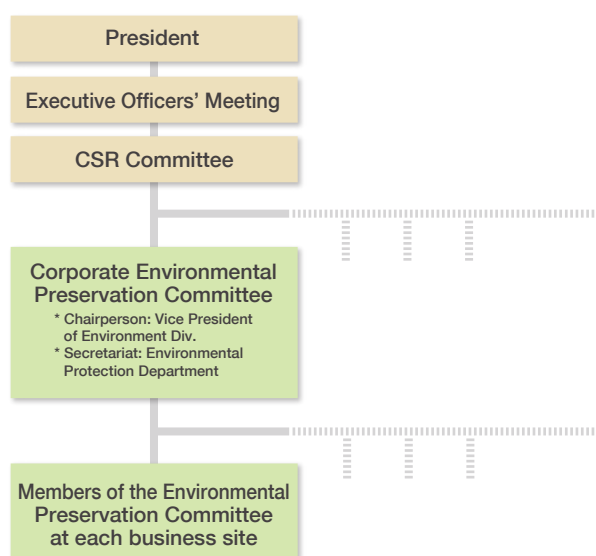 President
Executive Officers’ Meeting
CSR Committee
Corporate Environmental
Preservation Committee
* Chairperson: Vice President
of Environment Div.
* Secretariat: Environmental
Protection Department
Members of the Environmental
Preservation Committee
at each business site